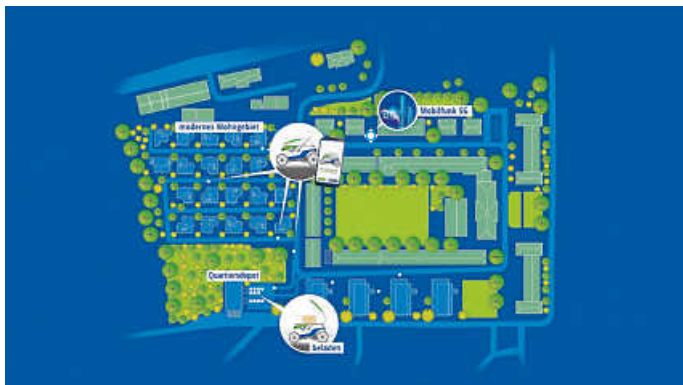 Mobilfunk 5G
modernes Wohngebiet
Quartiersdepot
beladen